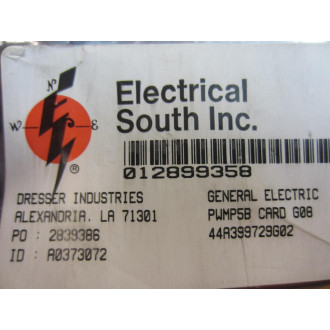 N
W E
S
®
Electrical
South Inc.
012899358
DRESSER INDUSTRIES
ALEXANDRIA, LA 71301
PO : 2839386
ID : A0373072
GENERAL ELECTRIC
PWMP5B CARD G08
44A399729G02